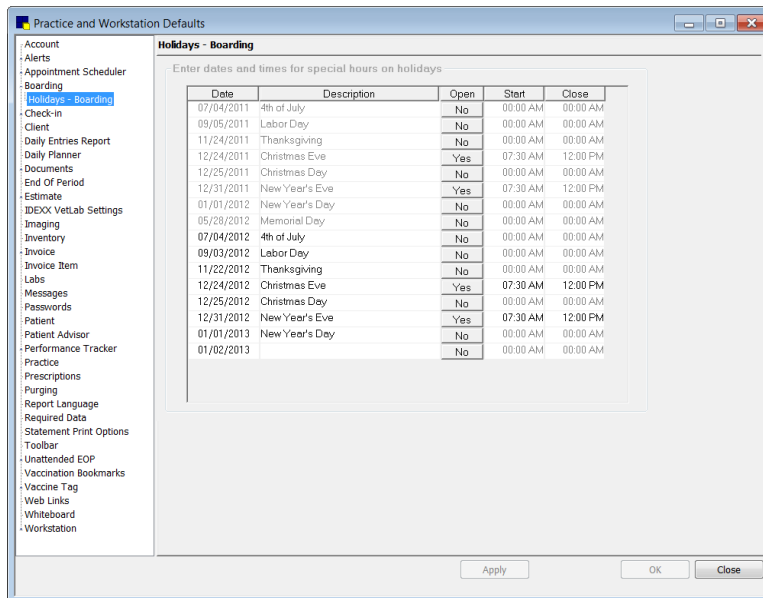 Practice and Workstation Defaults
Account
Alerts
Appointment Scheduler
Boarding
Holidays - Boarding
Check-in
Client
Daily Entries Report
Daily Planner
Documents
End Of Period
Estimate
IDEXX VetLab Settings
Imaging
Inventory
Invoice
Invoice Item
Labs
Messages
Passwords
Patient
Patient Advisor
Performance Tracker
Practice
Prescriptions
Purging
Report Language
Required Data
Statement Print Options
Toolbar
Unattended EOP
Vaccination Bookmarks
Vaccine Tag
Web Links
Whiteboard
Workstation
Holidays - Boarding
Enter dates and times for special hours on holidays
Date Description Open Start Close
07/04/2011 4th of July No 00:00 AM 00:00 AM
09/05/2011 Labor Day No 00:00 AM 00:00 AM
11/24/2011 Thanksgiving No 00:00 AM 00:00 AM
12/24/2011 Christmas Eve Yes 07:30 AM 12:00 PM
12/25/2011 Christmas Day No 00:00 AM 00:00 AM
12/31/2011 New Year's Eve Yes 07:30 AM 12:00 PM
01/01/2012 New Year's Day No 00:00 AM 00:00 AM
05/28/2012 Memorial Day No 00:00 AM 00:00 AM
07/04/2012 4th of July No 00:00 AM 00:00 AM
09/03/2012 Labor Day No 00:00 AM 00:00 AM
11/22/2012 Thanksgiving No 00:00 AM 00:00 AM
12/24/2012 Christmas Eve Yes 07:30 AM 12:00 PM
12/25/2012 Christmas Day No 00:00 AM 00:00 AM
12/31/2012 New Year's Eve Yes 07:30 AM 12:00 PM
01/01/2013 New Year's Day No 00:00 AM 00:00 AM
01/02/2013 No 00:00 AM 00:00 AM
Apply OK Close